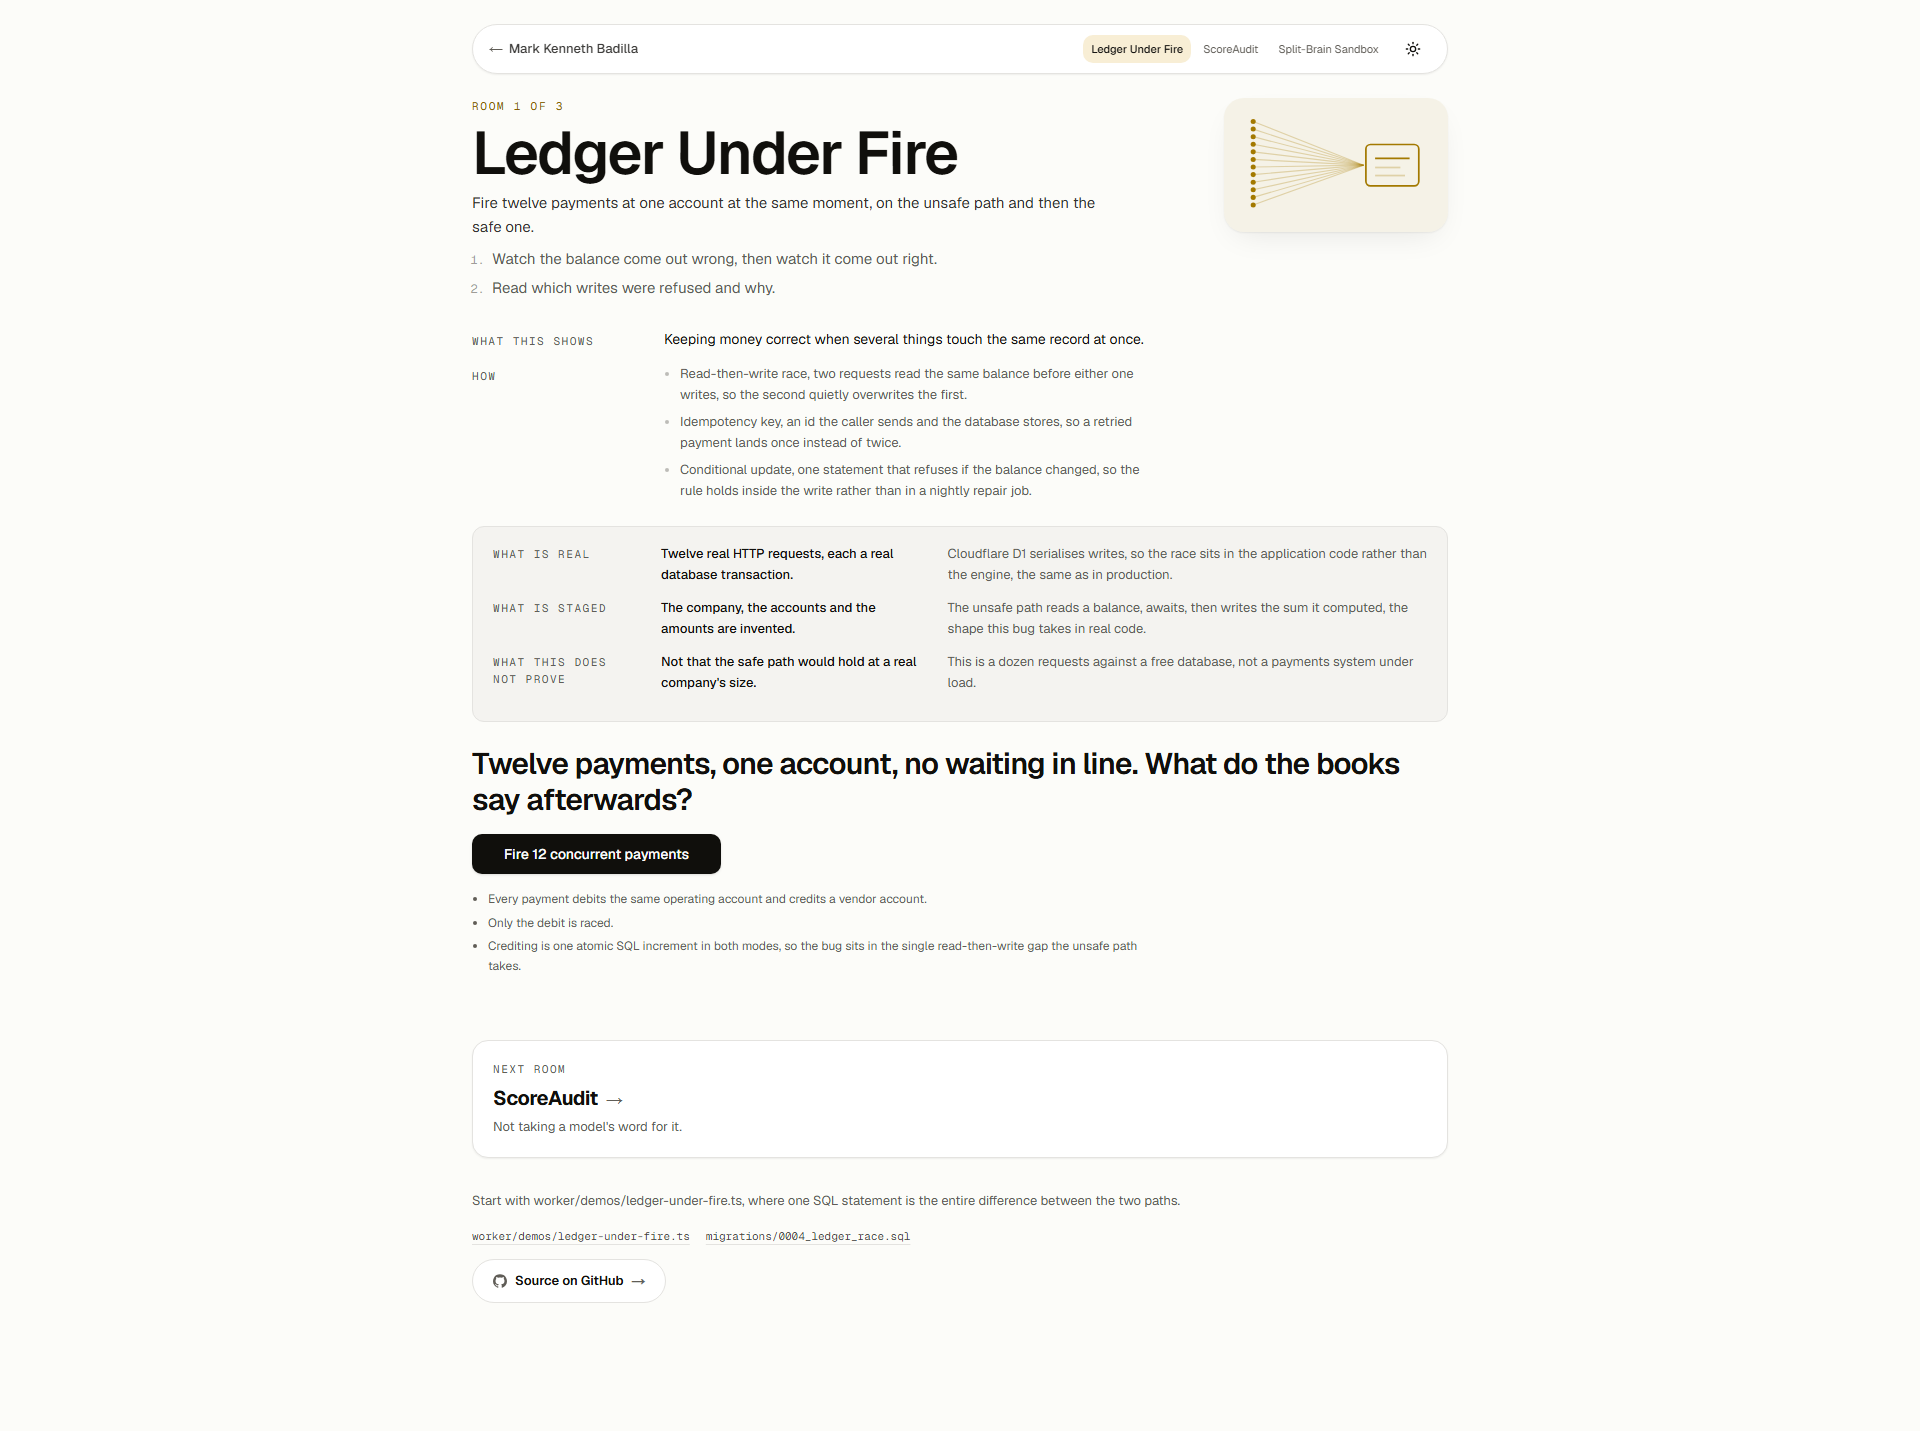 ← Mark Kenneth Badilla
Ledger Under Fire
ScoreAudit
Split-Brain Sandbox
ROOM 1 OF 3
Ledger Under Fire
Fire twelve payments at one account at the same moment, on the unsafe path and then the
safe one.
1. Watch the balance come out wrong, then watch it come out right.
2. Read which writes were refused and why.
WHAT THIS SHOWS
Keeping money correct when several things touch the same record at once.
HOW
• Read-then-write race, two requests read the same balance before either one
writes, so the second quietly overwrites the first.
• Idempotency key, an id the caller sends and the database stores, so a retried
payment lands once instead of twice.
• Conditional update, one statement that refuses if the balance changed, so the
rule holds inside the write rather than in a nightly repair job.
WHAT IS REAL
Twelve real HTTP requests, each a real
database transaction.
Cloudflare D1 serialises writes, so the race sits in the application code rather than
the engine, the same as in production.
WHAT IS STAGED
The company, the accounts and the
amounts are invented.
The unsafe path reads a balance, awaits, then writes the sum it computed, the
shape this bug takes in real code.
WHAT THIS DOES
NOT PROVE
Not that the safe path would hold at a real
company's size.
This is a dozen requests against a free database, not a payments system under
load.
Twelve payments, one account, no waiting in line. What do the books
say afterwards?
Fire 12 concurrent payments
• Every payment debits the same operating account and credits a vendor account.
• Only the debit is raced.
• Crediting is one atomic SQL increment in both modes, so the bug sits in the single read-then-write gap the unsafe path
takes.
NEXT ROOM
ScoreAudit →
Not taking a model's word for it.
Start with worker/demos/ledger-under-fire.ts, where one SQL statement is the entire difference between the two paths.
worker/demos/ledger-under-fire.ts
migrations/0004_ledger_race.sql
Source on GitHub →